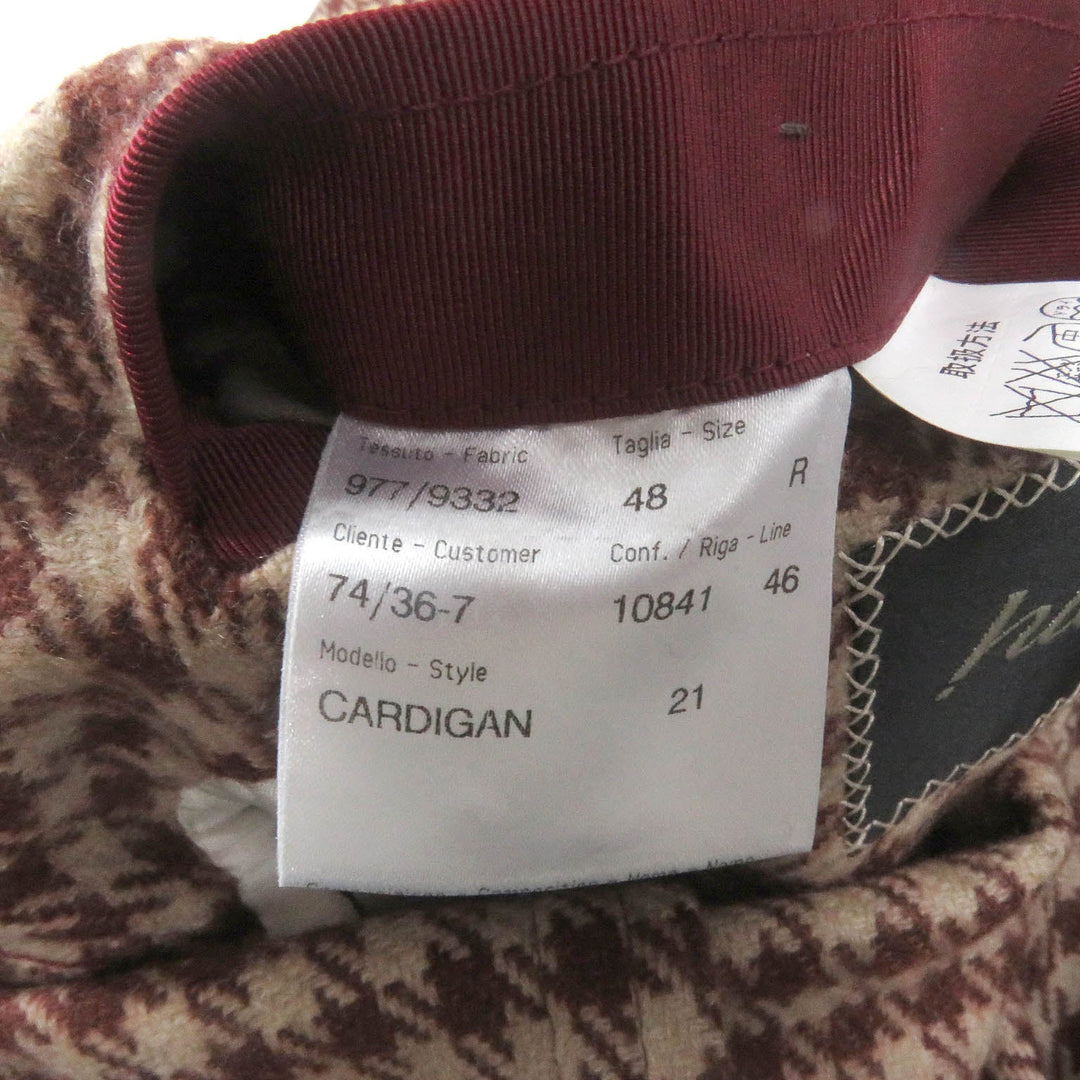 Tessuto - Fabric
Taglia - Size
977/9332
48
R
Cliente - Customer
Conf. / Riga - Line
74/36-7
10841
46
Modello - Style
CARDIGAN
21
取扱方法